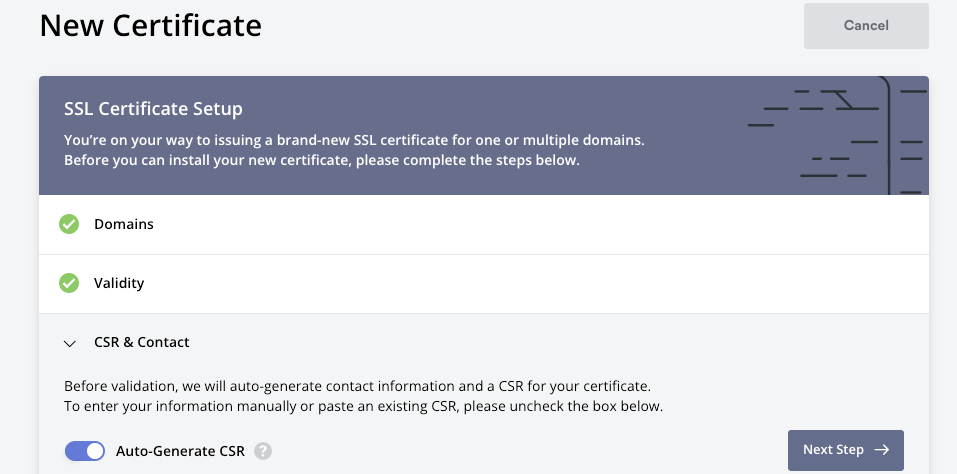 New Certificate
Cancel
SSL Certificate Setup
You're on your way to issuing a brand-new SSL certificate for one or multiple domains.
Before you can install your new certificate, please complete the steps below.
Domains
Validity
CSR & Contact
Before validation, we will auto-generate contact information and a CSR for your certificate.
To enter your information manually or paste an existing CSR, please uncheck the box below.
Auto-Generate CSR ?
Next Step →